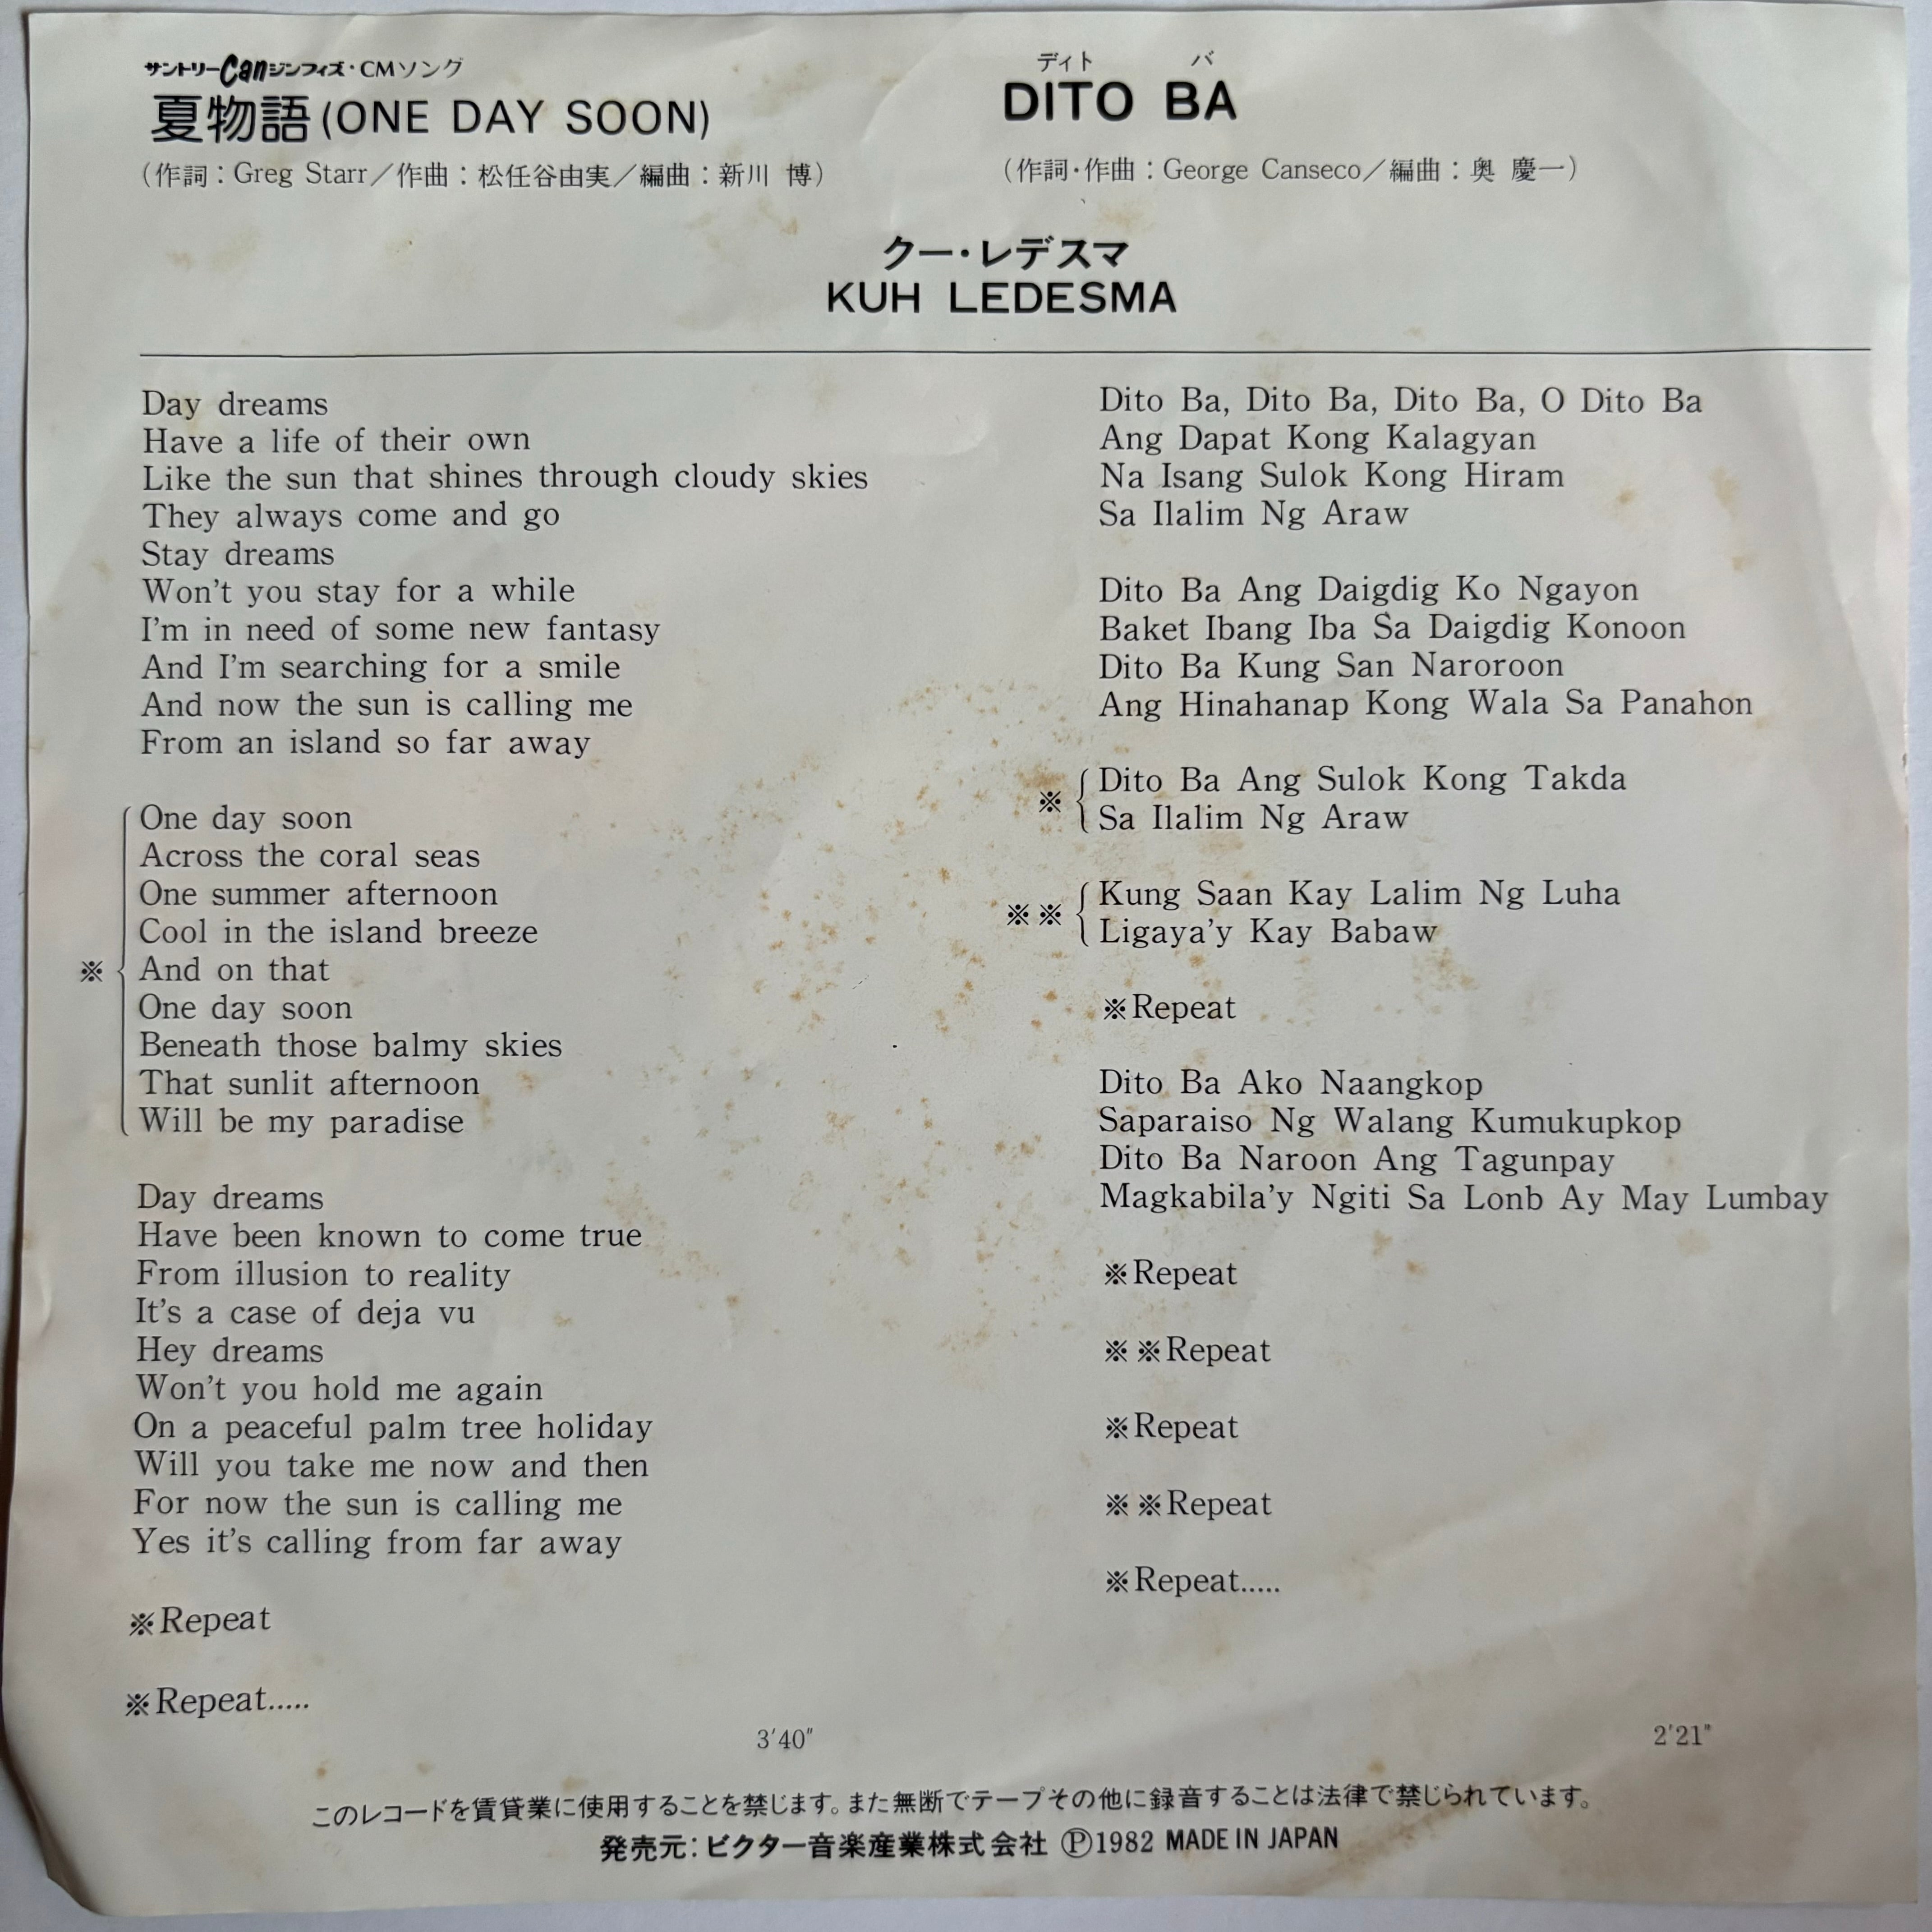 サントリーCanジンフィズ・CMソング
夏物語(ONE DAY SOON)
(作詞：Greg Starr／作曲：松任谷由実／編曲：新川 博)
ディト バ
DITO BA
(作詞・作曲：George Canseco／編曲：奥 慶一)
クー・レデスマ
KUH LEDESMA
Day dreams
Have a life of their own
Like the sun that shines through cloudy skies
They always come and go
Stay dreams
Won't you stay for a while
I'm in need of some new fantasy
And I'm searching for a smile
And now the sun is calling me
From an island so far away
One day soon
Across the coral seas
One summer afternoon
Cool in the island breeze
※ And on that
One day soon
Beneath those balmy skies
That sunlit afternoon
Will be my paradise
Day dreams
Have been known to come true
From illusion to reality
It's a case of deja vu
Hey dreams
Won't you hold me again
On a peaceful palm tree holiday
Will you take me now and then
For now the sun is calling me
Yes it's calling from far away
※Repeat
※Repeat.....
3′40″
Dito Ba, Dito Ba, Dito Ba, O Dito Ba
Ang Dapat Kong Kalagyan
Na Isang Sulok Kong Hiram
Sa Ilalim Ng Araw
Dito Ba Ang Daigdig Ko Ngayon
Baket Ibang Iba Sa Daigdig Konoon
Dito Ba Kung San Naroroon
Ang Hinahanap Kong Wala Sa Panahon
※ Dito Ba Ang Sulok Kong Takda
Sa Ilalim Ng Araw
※※ Kung Saan Kay Lalim Ng Luha
Ligaya'y Kay Babaw
※Repeat
Dito Ba Ako Naangkop
Saparaiso Ng Walang Kumukupkop
Dito Ba Naroon Ang Tagunpay
Magkabila'y Ngiti Sa Lonb Ay May Lumbay
※Repeat
※※Repeat
※Repeat
※※Repeat
※Repeat.....
2′21″
このレコードを賃貸業に使用することを禁じます。また無断でテープその他に録音することは法律で禁じられています。
発売元：ビクター音楽産業株式会社 Ⓟ1982 MADE IN JAPAN